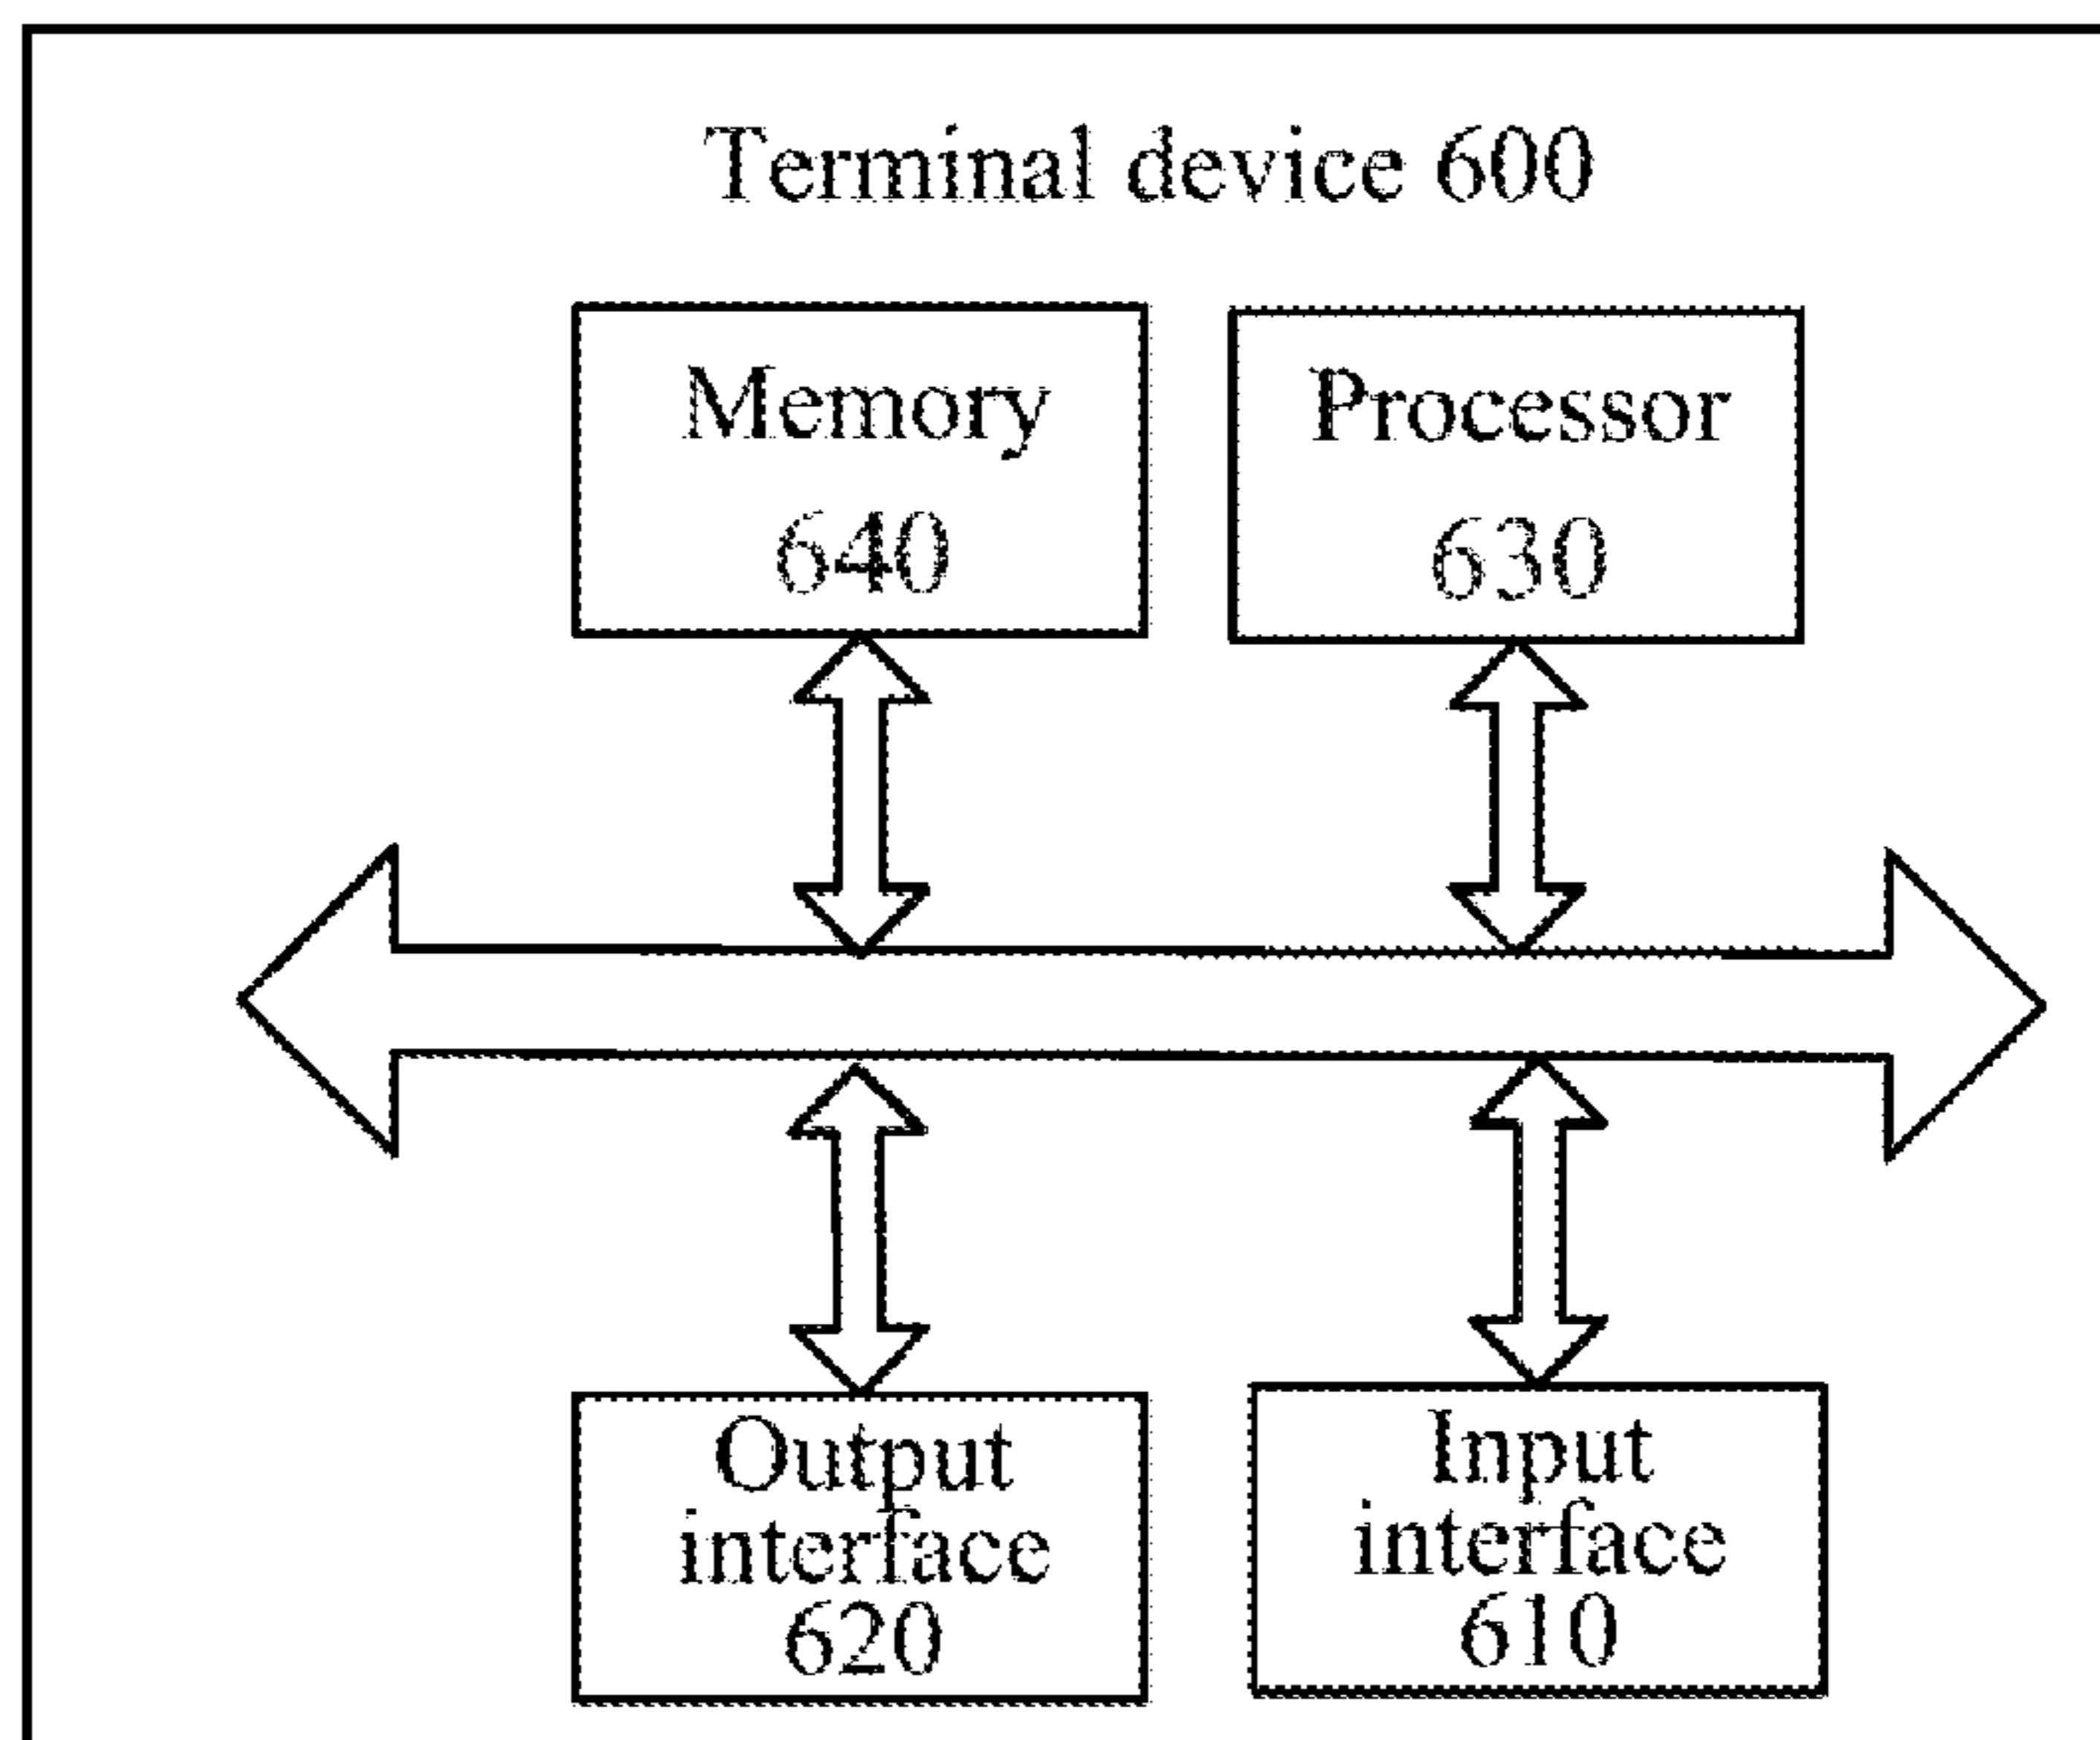 Terminal device 600
Memory
640
Processor
630
Output
interface
620
Input
interface
610